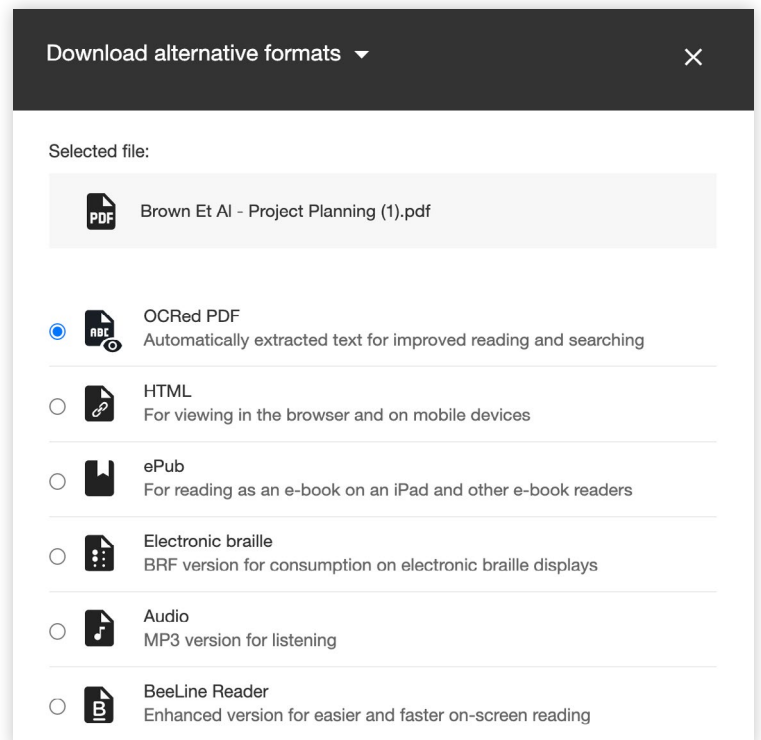 Download alternative formats
Selected file:
PDF
Brown Et Al - Project Planning (1).pdf
ABC
OCRed PDF
Automatically extracted text for improved reading and searching
HTML
For viewing in the browser and on mobile devices
ePub
For reading as an e-book on an iPad and other e-book readers
Electronic braille
BRF version for consumption on electronic braille displays
Audio
MP3 version for listening
B
BeeLine Reader
Enhanced version for easier and faster on-screen reading